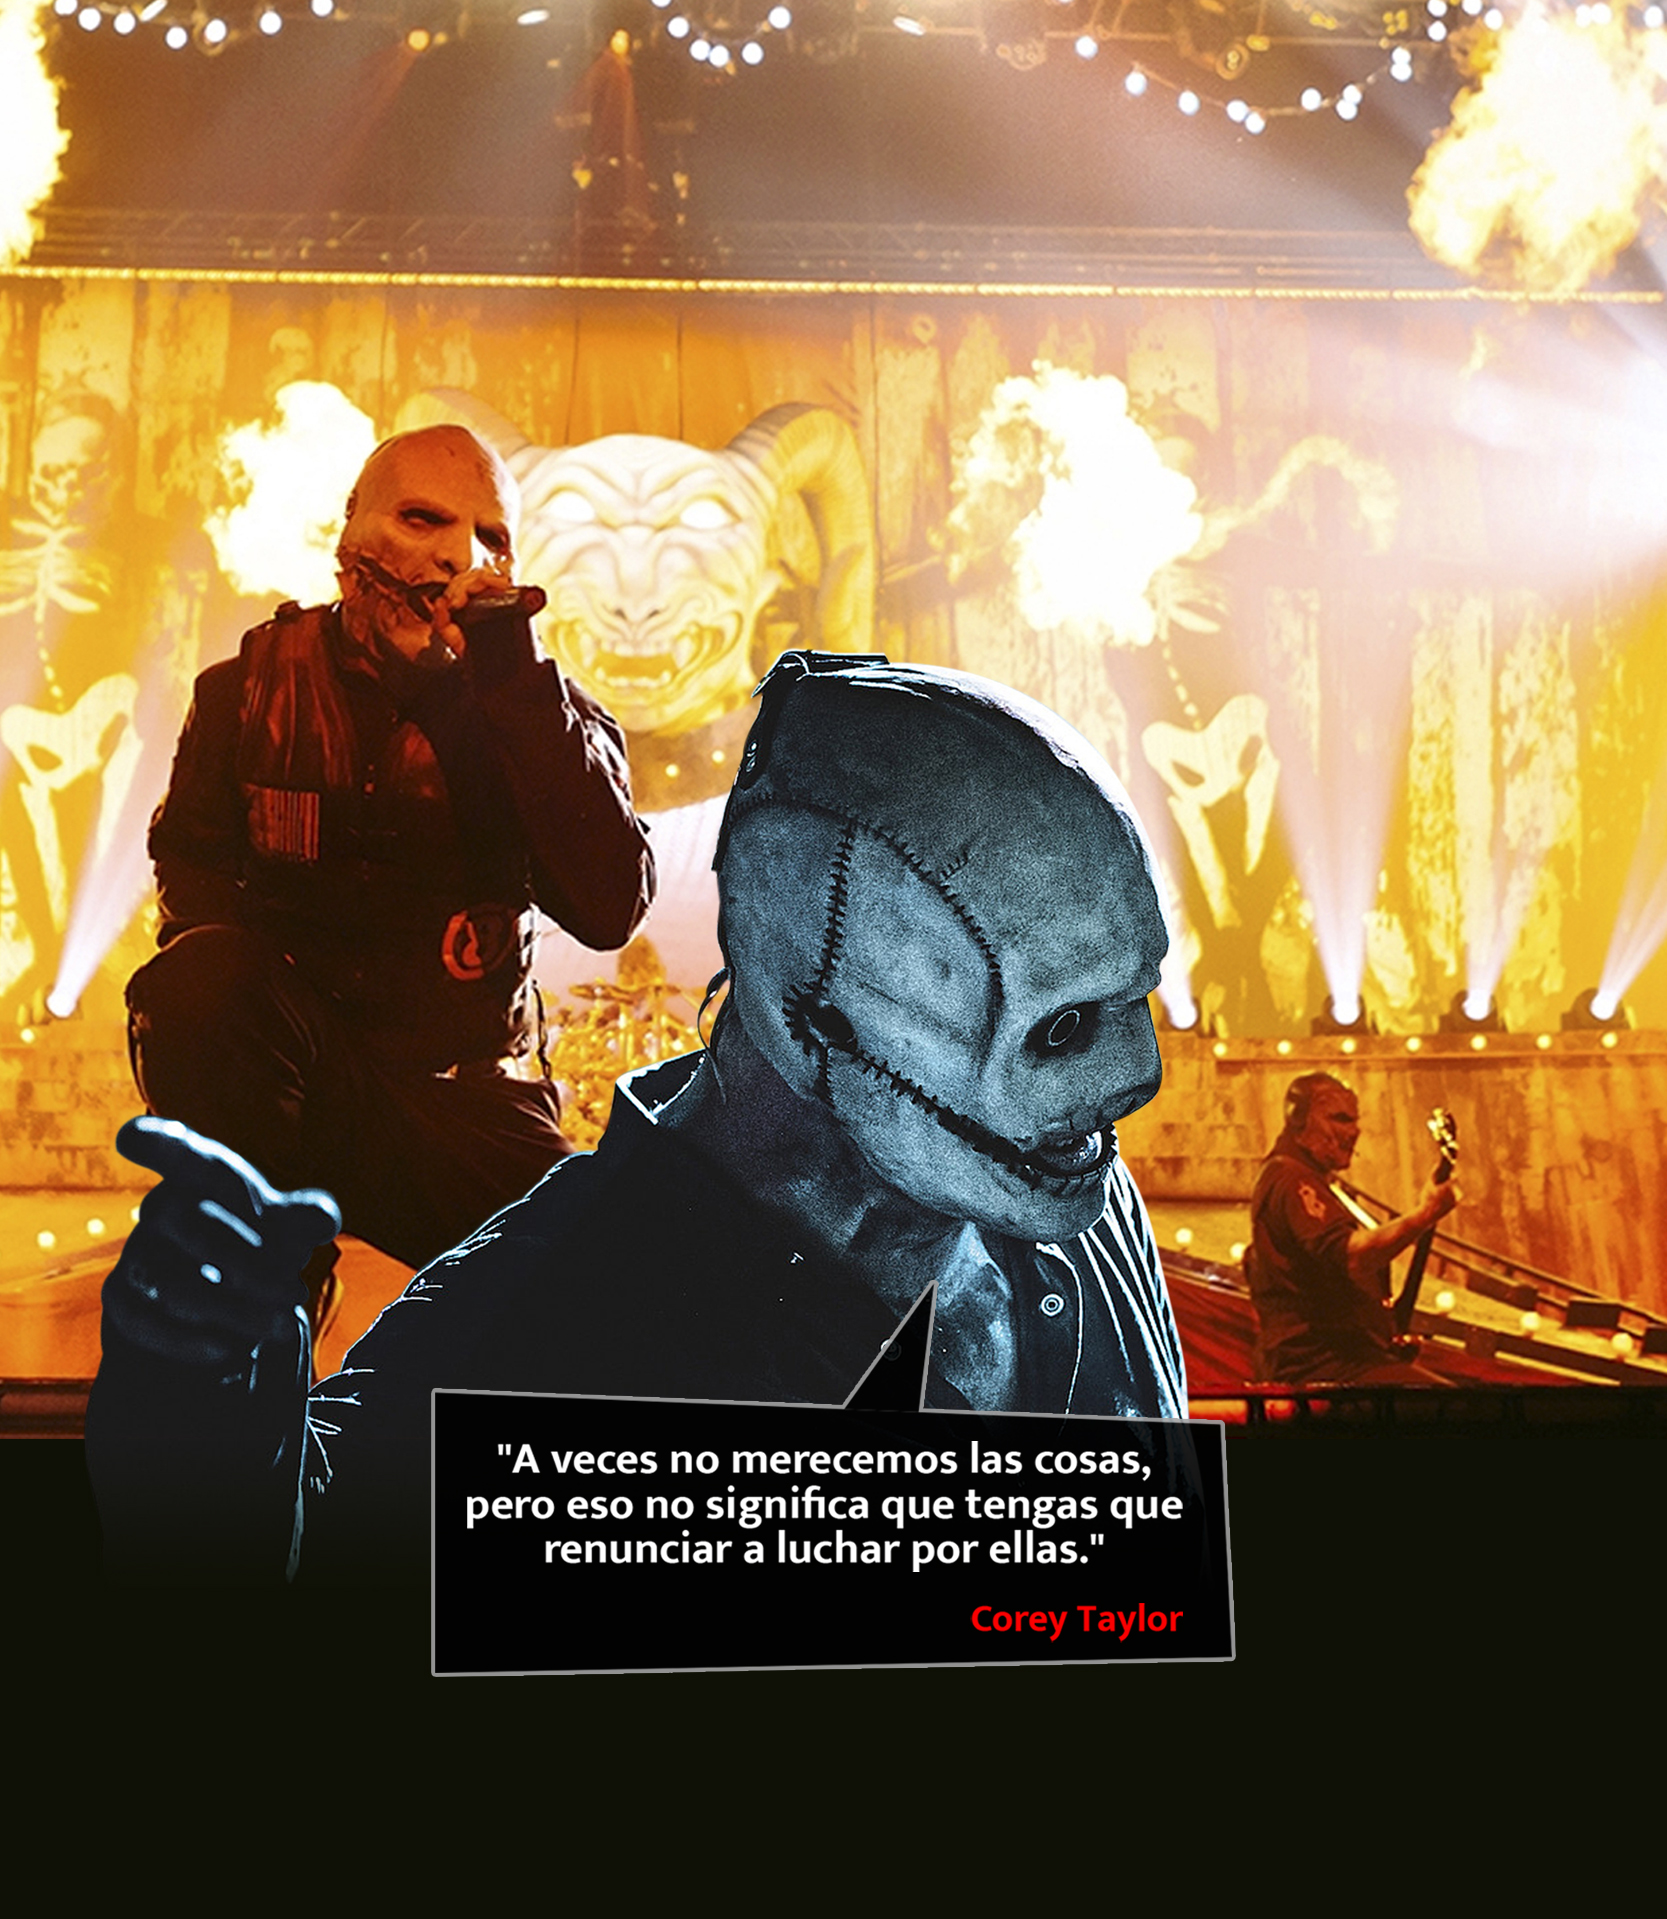 "A veces no merecemos las cosas,
pero eso no significa que tengas que
renunciar a luchar por ellas."
Corey Taylor